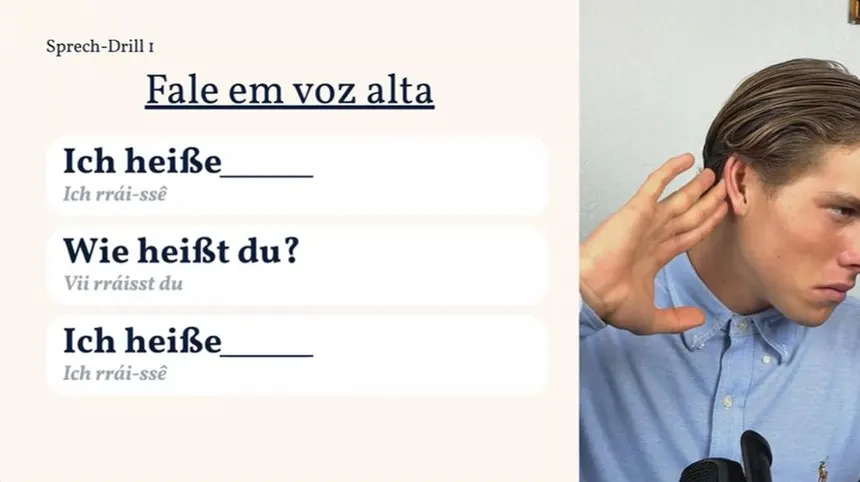 Sprech-Drill 1
Fale em voz alta
Ich heiße_____
Ich rrái-ssê
Wie heißt du?
Vii rráisst du
Ich heiße_____
Ich rrái-ssê